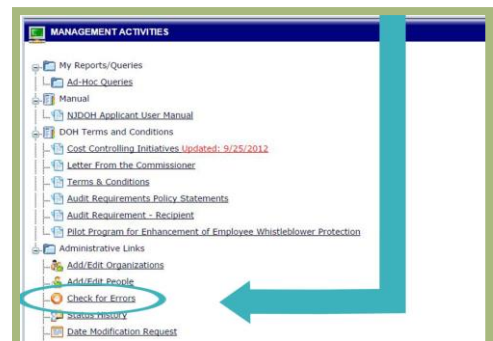 MANAGEMENT ACTIVITIES
My Reports/Queries
Ad-Hoc Queries
Manual
NJDOH Applicant User Manual
DOH Terms and Conditions
Cost Controlling Initiatives Updated: 9/25/2012
Letter From the Commissioner
Terms & Conditions
Audit Requirements Policy Statements
Audit Requirement - Recipient
Pilot Program for Enhancement of Employee Whistleblower Protection
Administrative Links
Add/Edit Organizations
Add/Edit People
Check for Errors
Status History
Date Modification Request